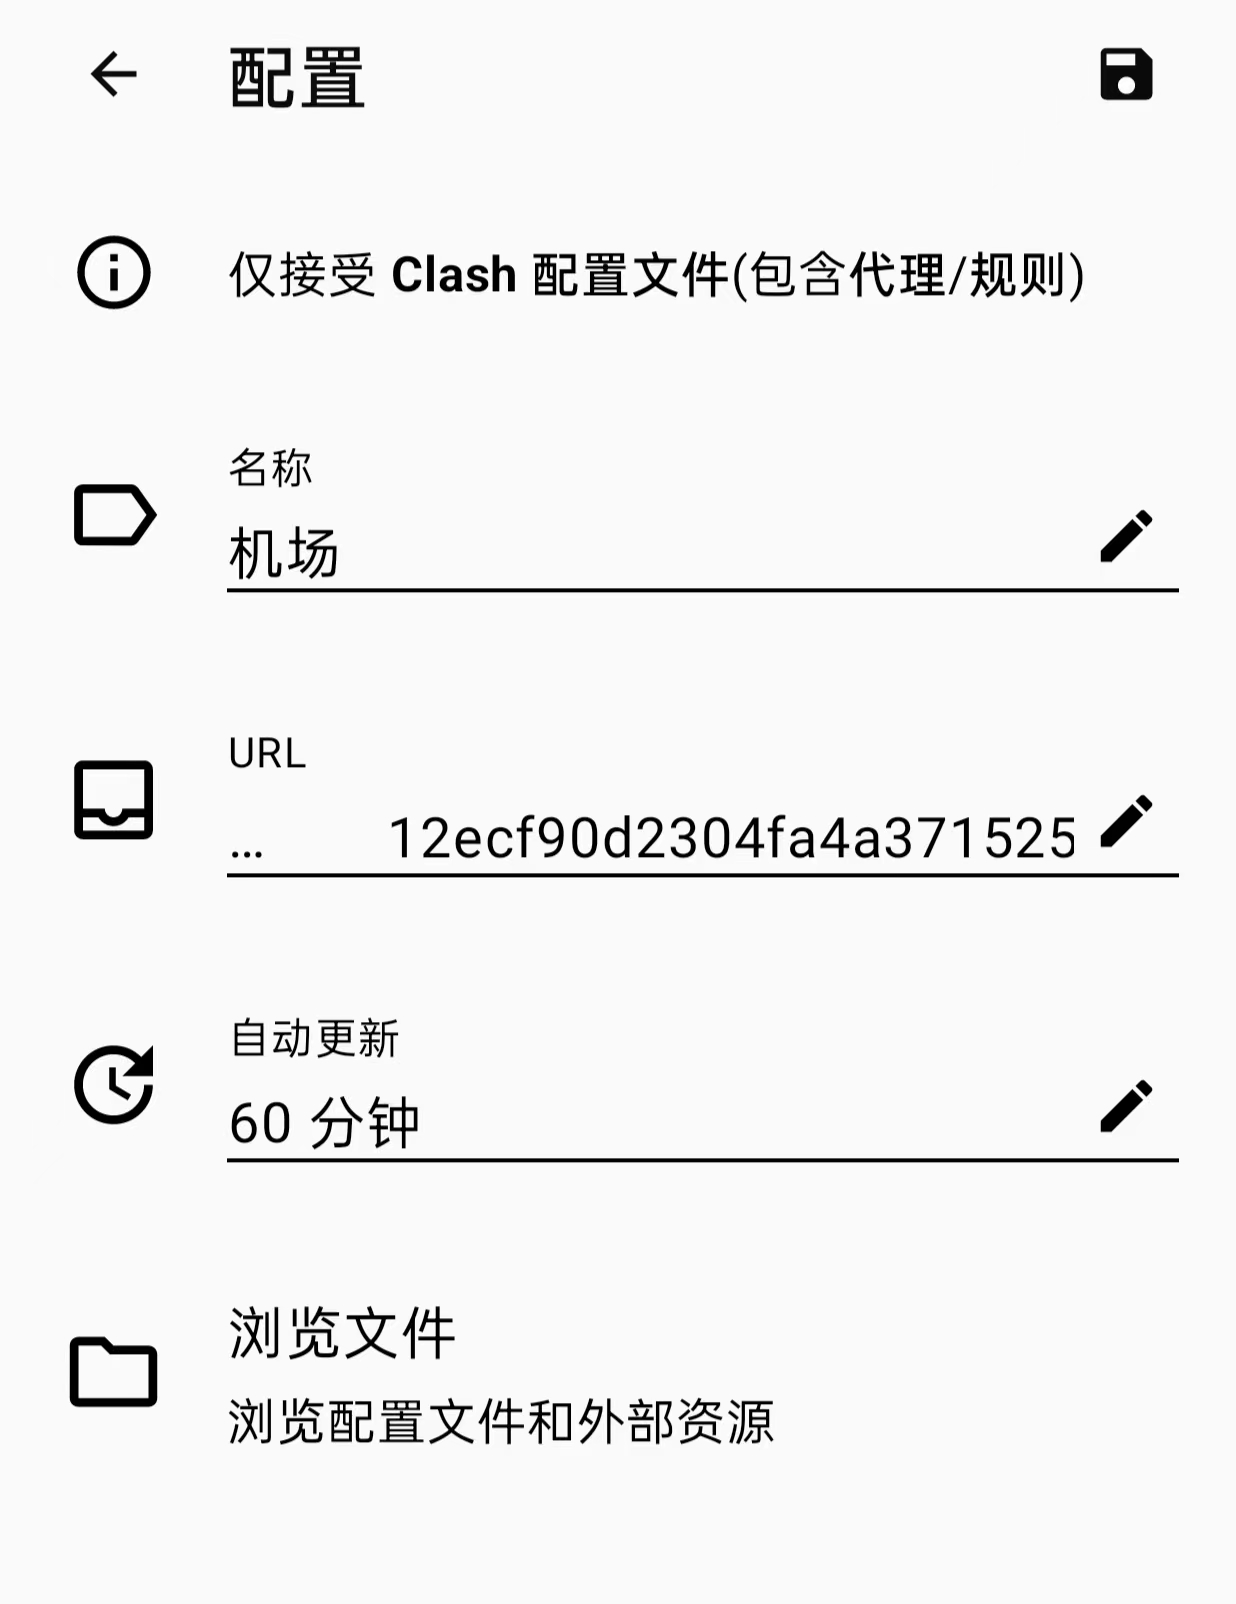 配置
仅接受 Clash 配置文件(包含代理/规则)
名称
机场
URL
... 12ecf90d2304fa4a371525
自动更新
60 分钟
浏览文件
浏览配置文件和外部资源